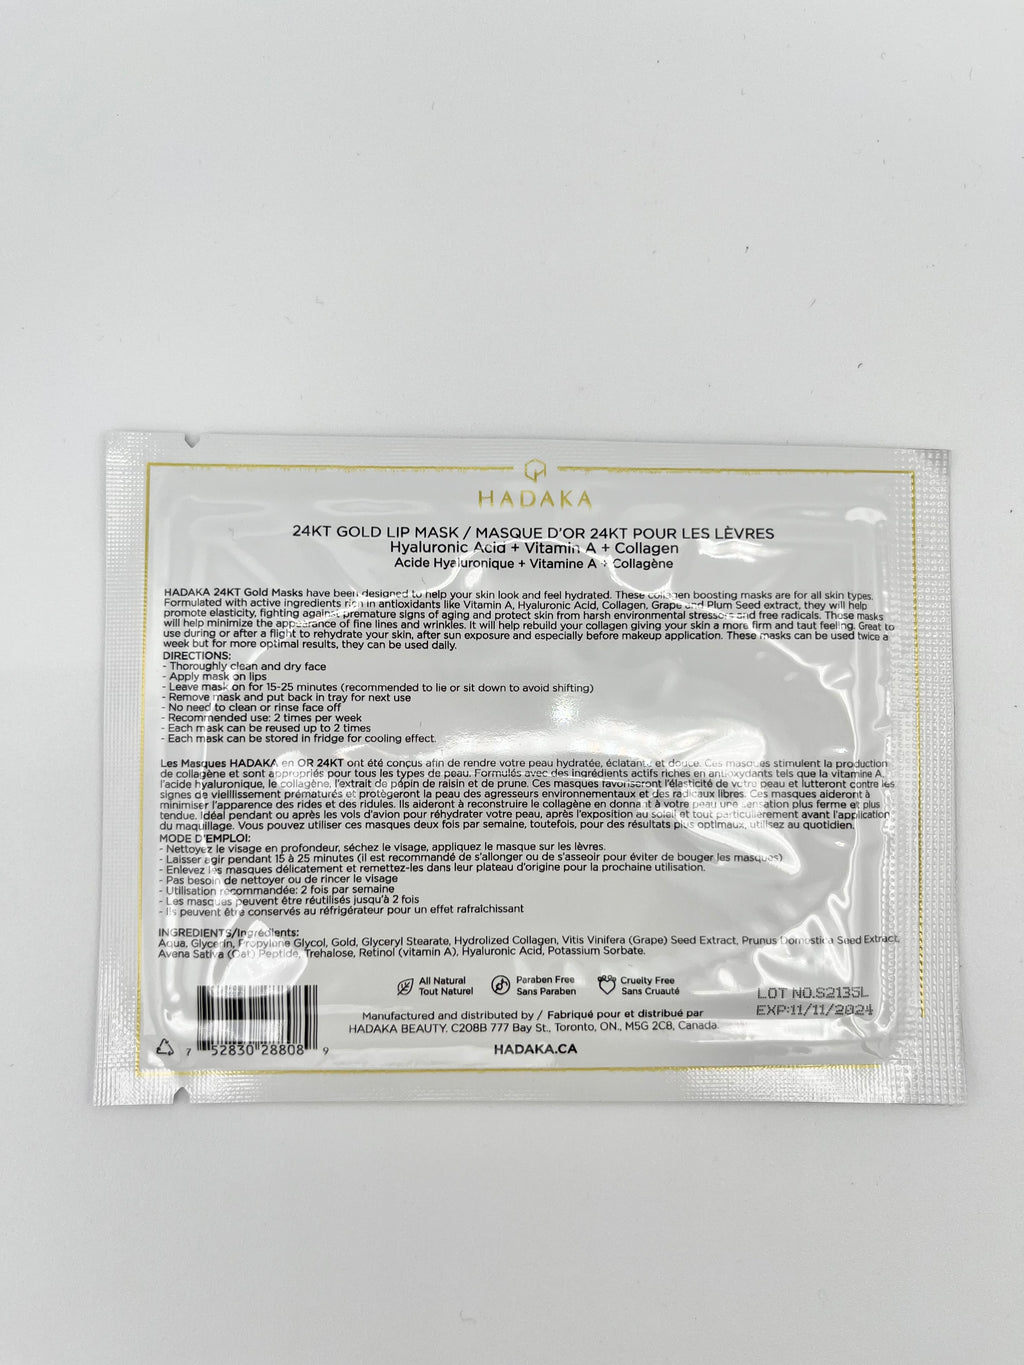 HADAKA
24KT GOLD LIP MASK / MASQUE D'OR 24KT POUR LES LÈVRES
Hyaluronic Acid + Vitamin A + Collagen
Acide Hyaluronique + Vitamine A + Collagène
HADAKA 24KT Gold Masks have been designed to help your skin look and feel hydrated. These collagen boosting masks are for all skin types.
Formulated with active ingredients rich in antioxidants like Vitamin A, Hyaluronic Acid, Collagen, Grape and Plum Seed extract, they will help
promote elasticity, fighting against premature signs of aging and protect skin from harsh environmental stressors and free radicals. These masks
will help minimize the appearance of fine lines and wrinkles. It will help rebuild your collagen giving your skin a more firm and taut feeling. Great to
use during or after a flight to rehydrate your skin, after sun exposure and especially before makeup application. These masks can be used twice a
week but for more optimal results, they can be used daily.
DIRECTIONS:
- Thoroughly clean and dry face
- Apply mask on lips
- Leave mask on for 15-25 minutes (recommended to lie or sit down to avoid shifting)
- Remove mask and put back in tray for next use
- No need to clean or rinse face off
- Recommended use: 2 times per week
- Each mask can be reused up to 2 times
- Each mask can be stored in fridge for cooling effect.
Les Masques HADAKA en OR 24KT ont été conçus afin de rendre votre peau hydratée, éclatante et douce. Ces masques stimulent la production
de collagène et sont appropriés pour tous les types de peau. Formulés avec des ingrédients actifs riches en antioxydants tels que la vitamine A,
l'acide hyaluronique, le collagène, l'extrait de pépin de raisin et de prune. Ces masques favoriseront l'élasticité de votre peau et lutteront contre les
signes de vieillissement prématurés et protègeront la peau des agresseurs environnementaux et des radicaux libres. Ces masques aideront à
minimiser l'apparence des rides et des ridules. Ils aideront à reconstruire le collagène en donnant à votre peau une sensation plus ferme et plus
tendue. Idéal pendant ou après les vols d'avion pour réhydrater votre peau, après l'exposition au soleil et tout particulièrement avant l'application
du maquillage. Vous pouvez utiliser ces masques deux fois par semaine, toutefois, pour des résultats plus optimaux, utilisez au quotidien.
MODE D'EMPLOI:
- Nettoyez le visage en profondeur, séchez le visage, appliquez le masque sur les lèvres.
- Laisser agir pendant 15 à 25 minutes (il est recommandé de s'allonger ou de s'asseoir pour éviter de bouger les masques)
- Enlevez les masques délicatement et remettez-les dans leur plateau d'origine pour la prochaine utilisation.
- Pas besoin de nettoyer ou de rincer le visage
- Utilisation recommandée: 2 fois par semaine
- Les masques peuvent être réutilisés jusqu'à 2 fois
- Ils peuvent être conservés au réfrigérateur pour un effet rafraîchissant
INGREDIENTS/Ingrédients:
Aqua, Glycerin, Propylene Glycol, Gold, Glyceryl Stearate, Hydrolized Collagen, Vitis Vinifera (Grape) Seed Extract, Prunus Domestica Seed Extract,
Avena Sativa (Oat) Peptide, Trehalose, Retinol (vitamin A), Hyaluronic Acid, Potassium Sorbate.
All Natural
Tout Naturel
Paraben Free
Sans Paraben
Cruelty Free
Sans Cruauté
LOT NO.S2135L
EXP:11/11/2024
Manufactured and distributed by / Fabriqué pour et distribué par
HADAKA BEAUTY. C208B 777 Bay St., Toronto, ON., M5G 2C8, Canada
7 52830 28808 9
HADAKA.CA